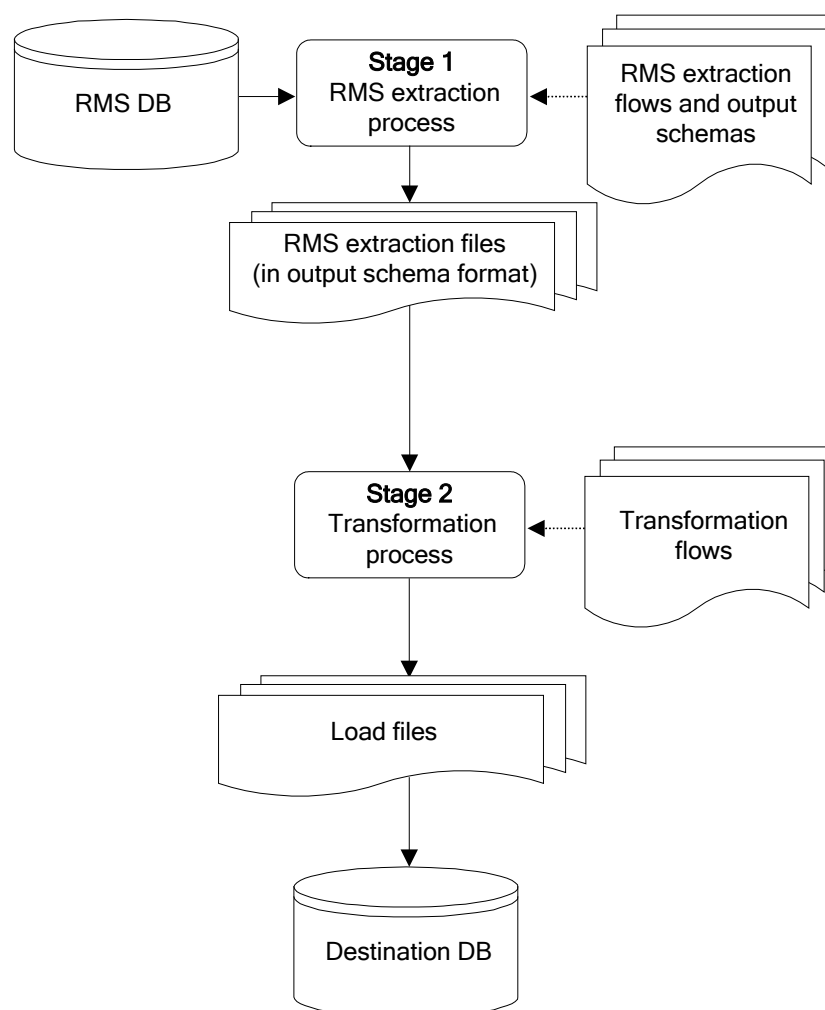 RMS DB
Stage 1
RMS extraction
process
RMS extraction
flows and output
schemas
RMS extraction files
(in output schema format)
Stage 2
Transformation
process
Transformation
flows
Load files
Destination DB